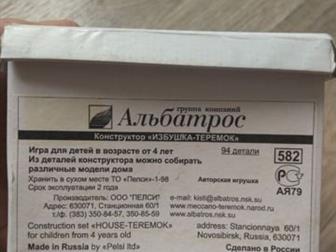 группа компаний
Альбатрос
Конструктор «ИЗБУШКА-ТЕРЕМОК»
Игра для детей в возрасте от 4 лет
94 детали
Из деталей конструктора можно собирать
различные модели дома
582
Хранить в сухом месте ТО «Пелси»-1-98
Срок эксплуатации 2 года
Авторская игрушка
АЯ79
Изготовитель: ООО "ПЕЛСИ"
Адрес: 630071, Станционная 60/1
Тел. (383) 350-84-57, 350-85-59
e-mail: kisti@albatros.nsk.su
www.meccano-teremok.narod.ru
www.albatros.nsk.su
Construction set «HOUSE-TEREMOK»
for children from 4 years old
address: Stancionnaya 60/1
Novosibirsk, Russia, 630071
Made in Russia by «Pelsi ltd»
Сделано в России